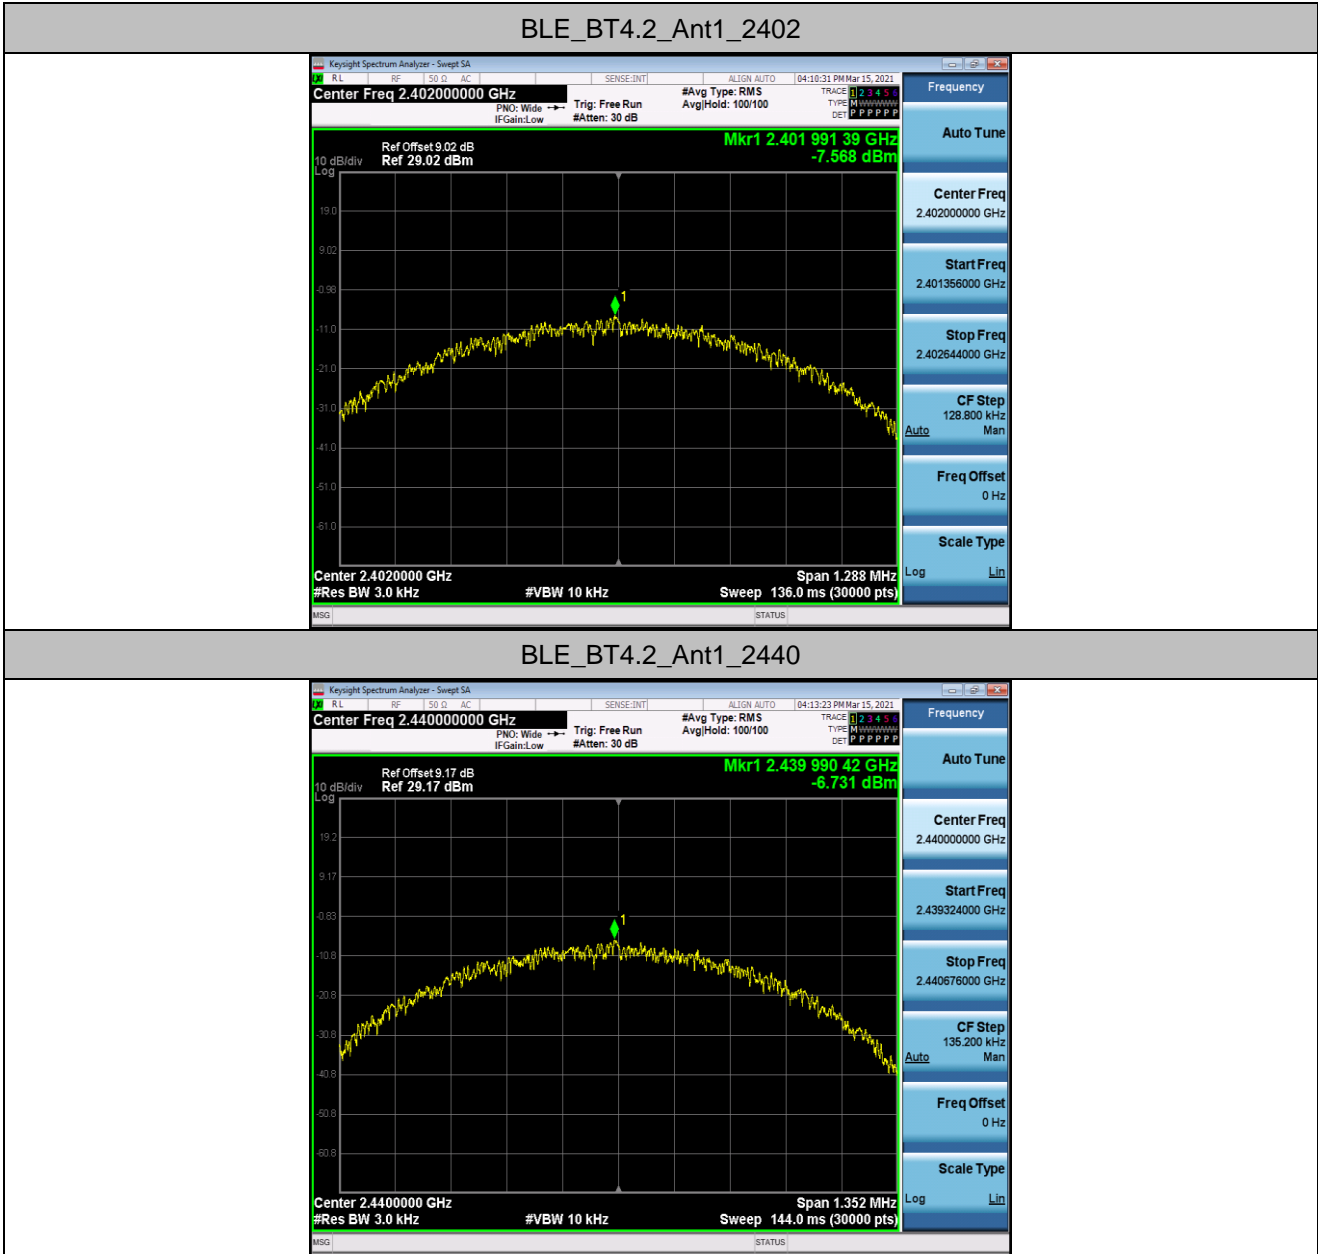 BLE_BT4.2_Ant1_2402
Keysight Spectrum Analyzer - Swept SA
RL RF 50 Ω AC SENSE:INT ALIGN AUTO 04:10:31 PM Mar 15, 2021
Center Freq 2.402000000 GHz
PNO: Wide
IFGain:Low
Trig: Free Run
#Atten: 30 dB
#Avg Type: RMS
Avg|Hold: 100/100
TRACE 1 2 3 4 5 6
TYPE M W W W W W
DET P P P P P P
Frequency
Auto Tune
Mkr1 2.401 991 39 GHz
-7.568 dBm
Ref Offset 9.02 dB
10 dB/div Ref 29.02 dBm
Log
19.0
9.02
-0.98
-11.0
-21.0
-31.0
-41.0
-51.0
-61.0
1
Center Freq
2.402000000 GHz
Start Freq
2.401356000 GHz
Stop Freq
2.402644000 GHz
CF Step
128.800 kHz
Auto Man
Freq Offset
0 Hz
Scale Type
Log Lin
Center 2.4020000 GHz Span 1.288 MHz
#Res BW 3.0 kHz #VBW 10 kHz Sweep 136.0 ms (30000 pts)
MSG STATUS
BLE_BT4.2_Ant1_2440
Keysight Spectrum Analyzer - Swept SA
RL RF 50 Ω AC SENSE:INT ALIGN AUTO 04:13:23 PM Mar 15, 2021
Center Freq 2.440000000 GHz
PNO: Wide
IFGain:Low
Trig: Free Run
#Atten: 30 dB
#Avg Type: RMS
Avg|Hold: 100/100
TRACE 1 2 3 4 5 6
TYPE M W W W W W
DET P P P P P P
Frequency
Auto Tune
Mkr1 2.439 990 42 GHz
-6.731 dBm
Ref Offset 9.17 dB
10 dB/div Ref 29.17 dBm
Log
19.2
9.17
-0.83
-10.8
-20.8
-30.8
-40.8
-50.8
-60.8
1
Center Freq
2.440000000 GHz
Start Freq
2.439324000 GHz
Stop Freq
2.440676000 GHz
CF Step
135.200 kHz
Auto Man
Freq Offset
0 Hz
Scale Type
Log Lin
Center 2.4400000 GHz Span 1.352 MHz
#Res BW 3.0 kHz #VBW 10 kHz Sweep 144.0 ms (30000 pts)
MSG STATUS